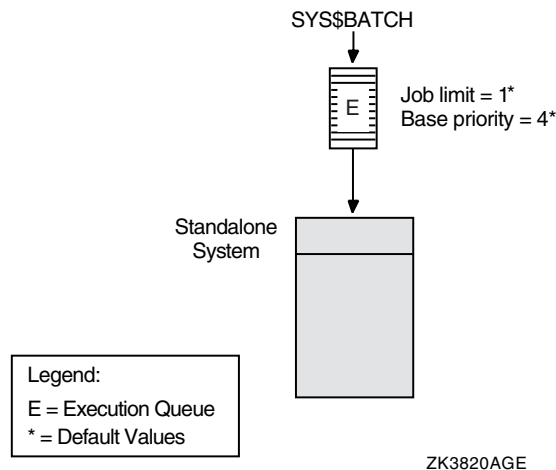 SYS$BATCH
E
Job limit = 1*
Base priority = 4*
Standalone
System
Legend:
E = Execution Queue
* = Default Values
ZK3820AGE